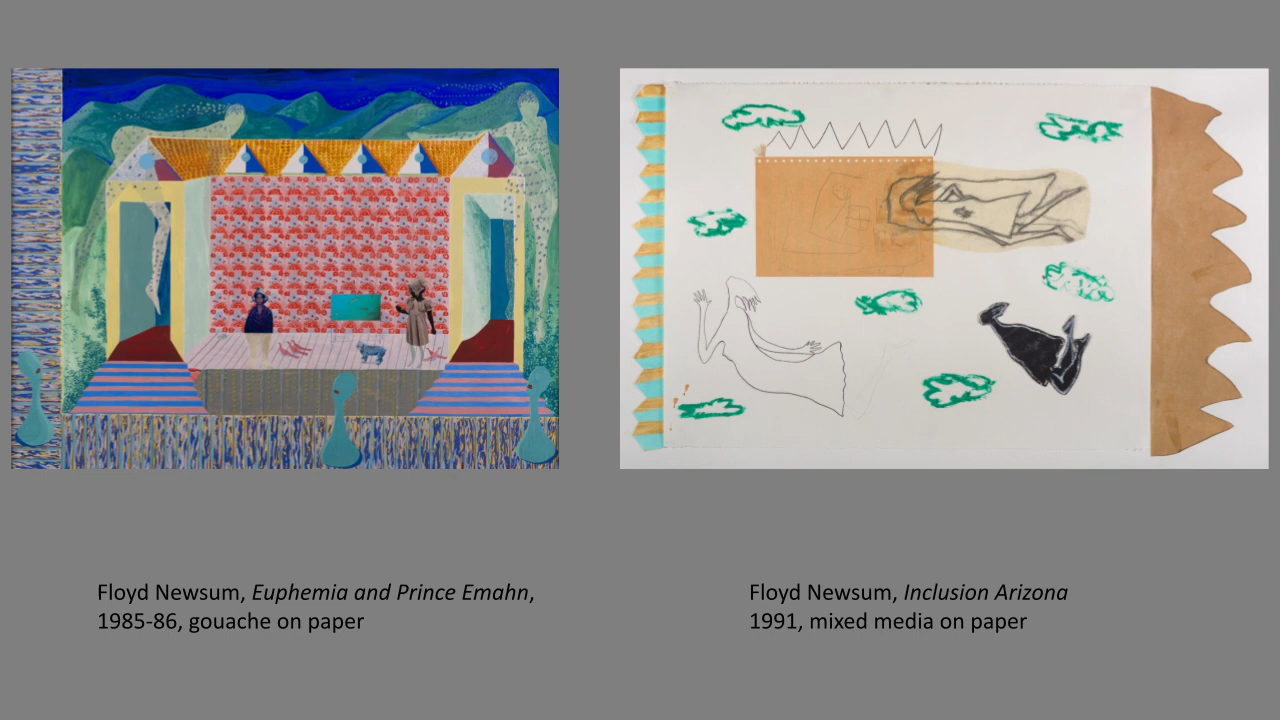 Floyd Newsum, Euphemia and Prince Emahn,
1985-86, gouache on paper
Floyd Newsum, Inclusion Arizona
1991, mixed media on paper